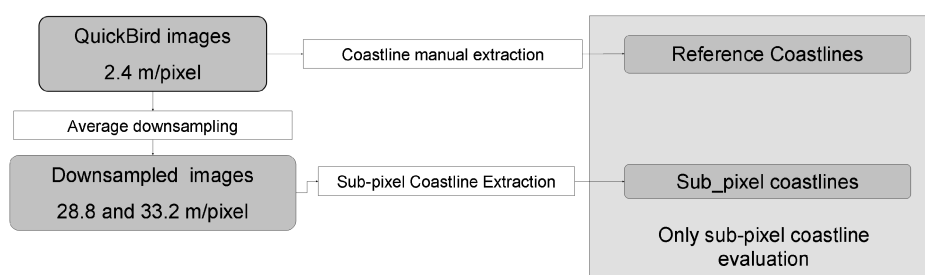 QuickBird images
2.4 m/pixel
Coastline manual extraction
Reference Coastlines
Average downsampling
Downsampled images
28.8 and 33.2 m/pixel
Sub-pixel Coastline Extraction
Sub_pixel coastlines
Only sub-pixel coastline
evaluation